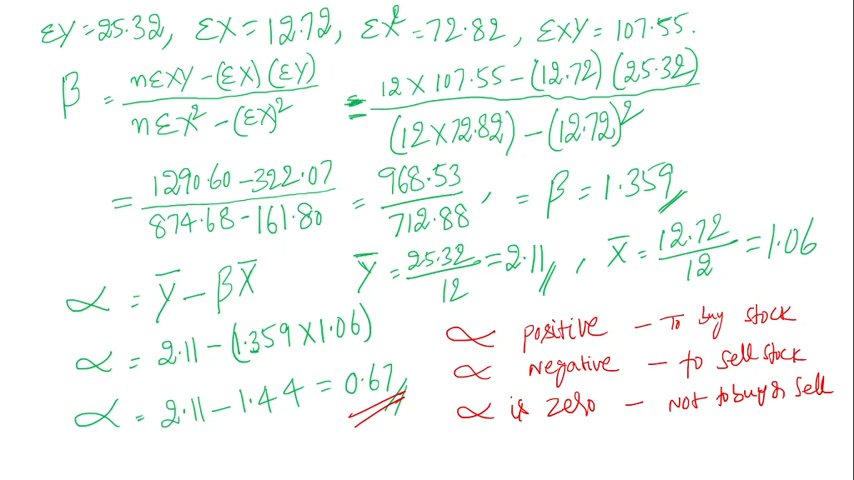 ΣY = 25.32, ΣX = 12.72, ΣX² = 72.82, ΣXY = 107.55.
β = nΣXY - (ΣX)(ΣY) / nΣX² - (ΣX)² = 12 × 107.55 - (12.72)(25.32) / (12 × 72.82) - (12.72)²
= 1290.60 - 322.07 / 874.68 - 161.80 = 968.53 / 712.88 , = β = 1.359
α = Y̅ - βX̅
Y̅ = 25.32 / 12 = 2.11 , X̅ = 12.72 / 12 = 1.06
α = 2.11 - (1.359 × 1.06)
α = 2.11 - 1.44 = 0.67
α positive - To buy stock
α negative - to sell stock
α is zero - not to buy & sell